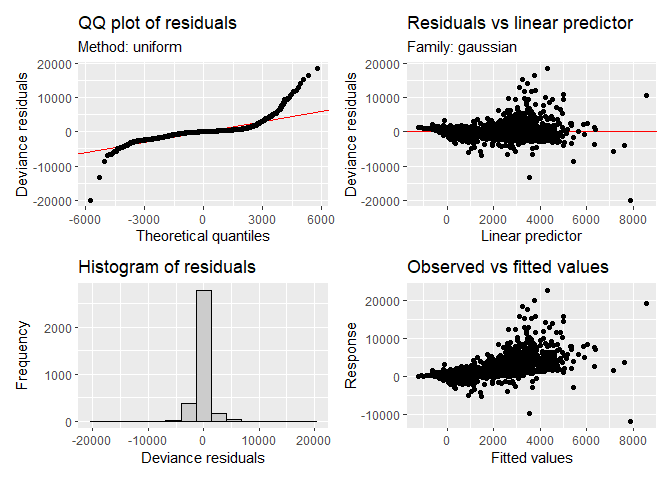 QQ plot of residuals
Method: uniform
20000
10000
0
-10000
-20000
Deviance residuals
-6000 -3000 0 3000 6000
Theoretical quantiles
Residuals vs linear predictor
Family: gaussian
20000
10000
0
-10000
-20000
Deviance residuals
0 2000 4000 6000 8000
Linear predictor
Histogram of residuals
2000
1000
0
Frequency
-20000 -10000 0 10000 20000
Deviance residuals
Observed vs fitted values
20000
10000
0
-10000
Response
0 2000 4000 6000 8000
Fitted values